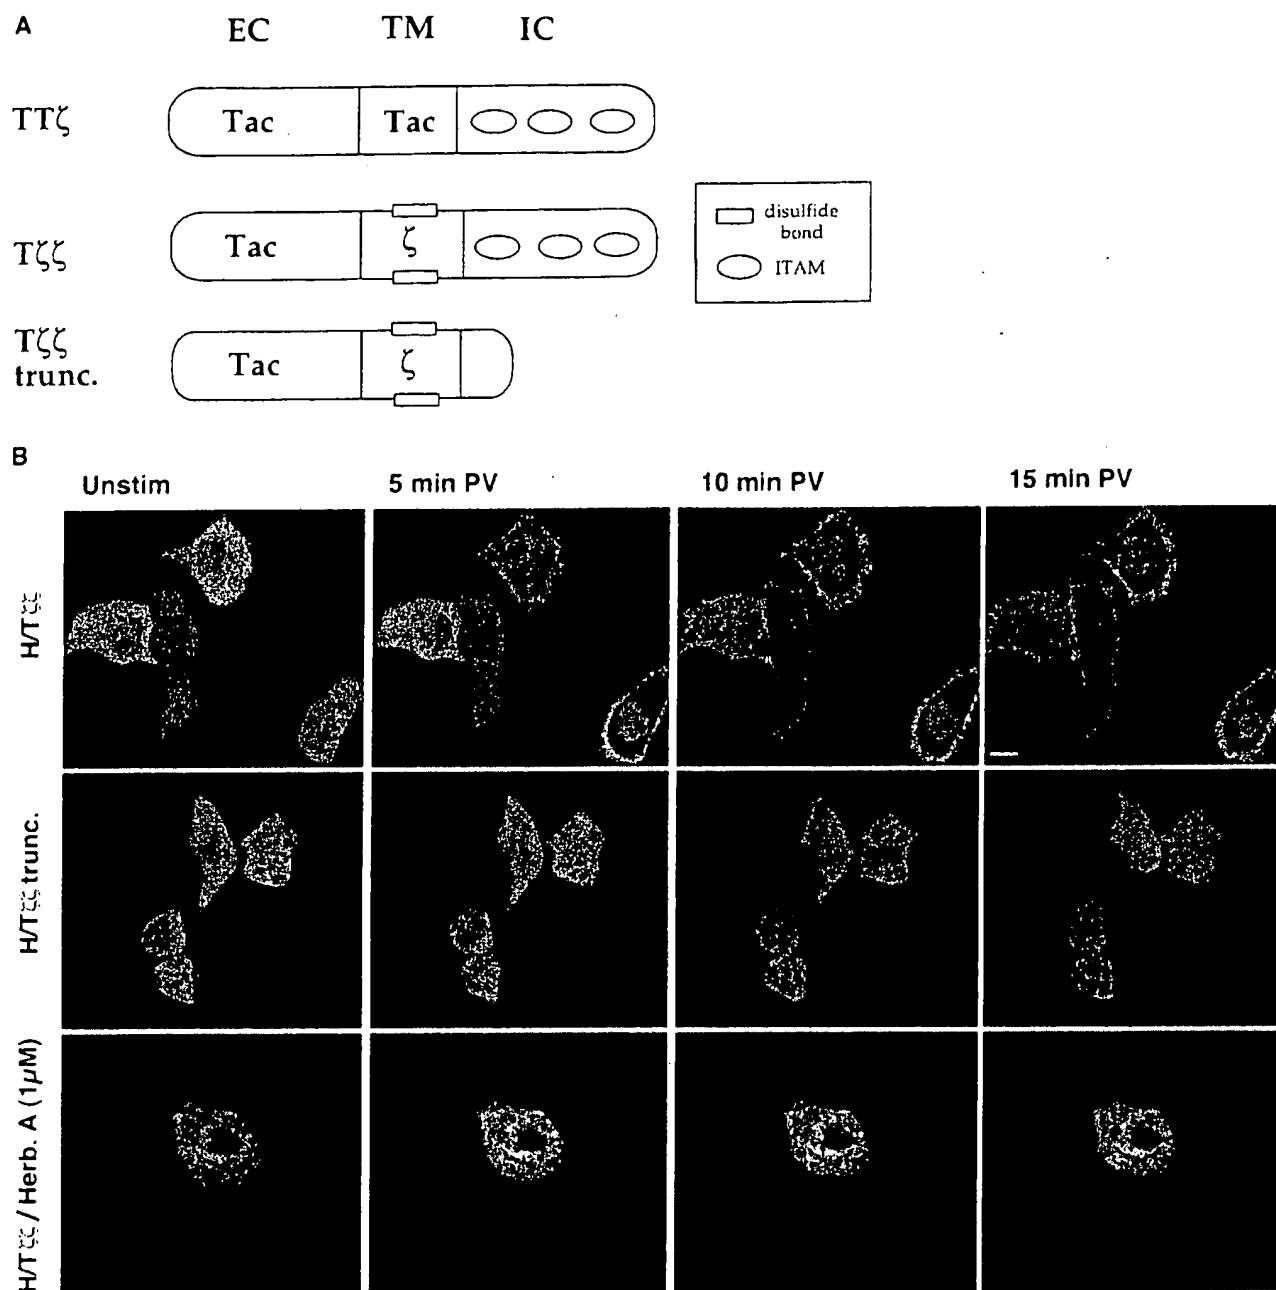 A
EC TM IC
TTζ
Tac Tac
Tζζ
Tac ζ
disulfide
bond
ITAM
Tζζ
trunc.
Tac ζ
B
Unstim 5 min PV 10 min PV 15 min PV
H/Tζζ
H/Tζζ trunc.
H/Tζζ / Herb. A (1μM)